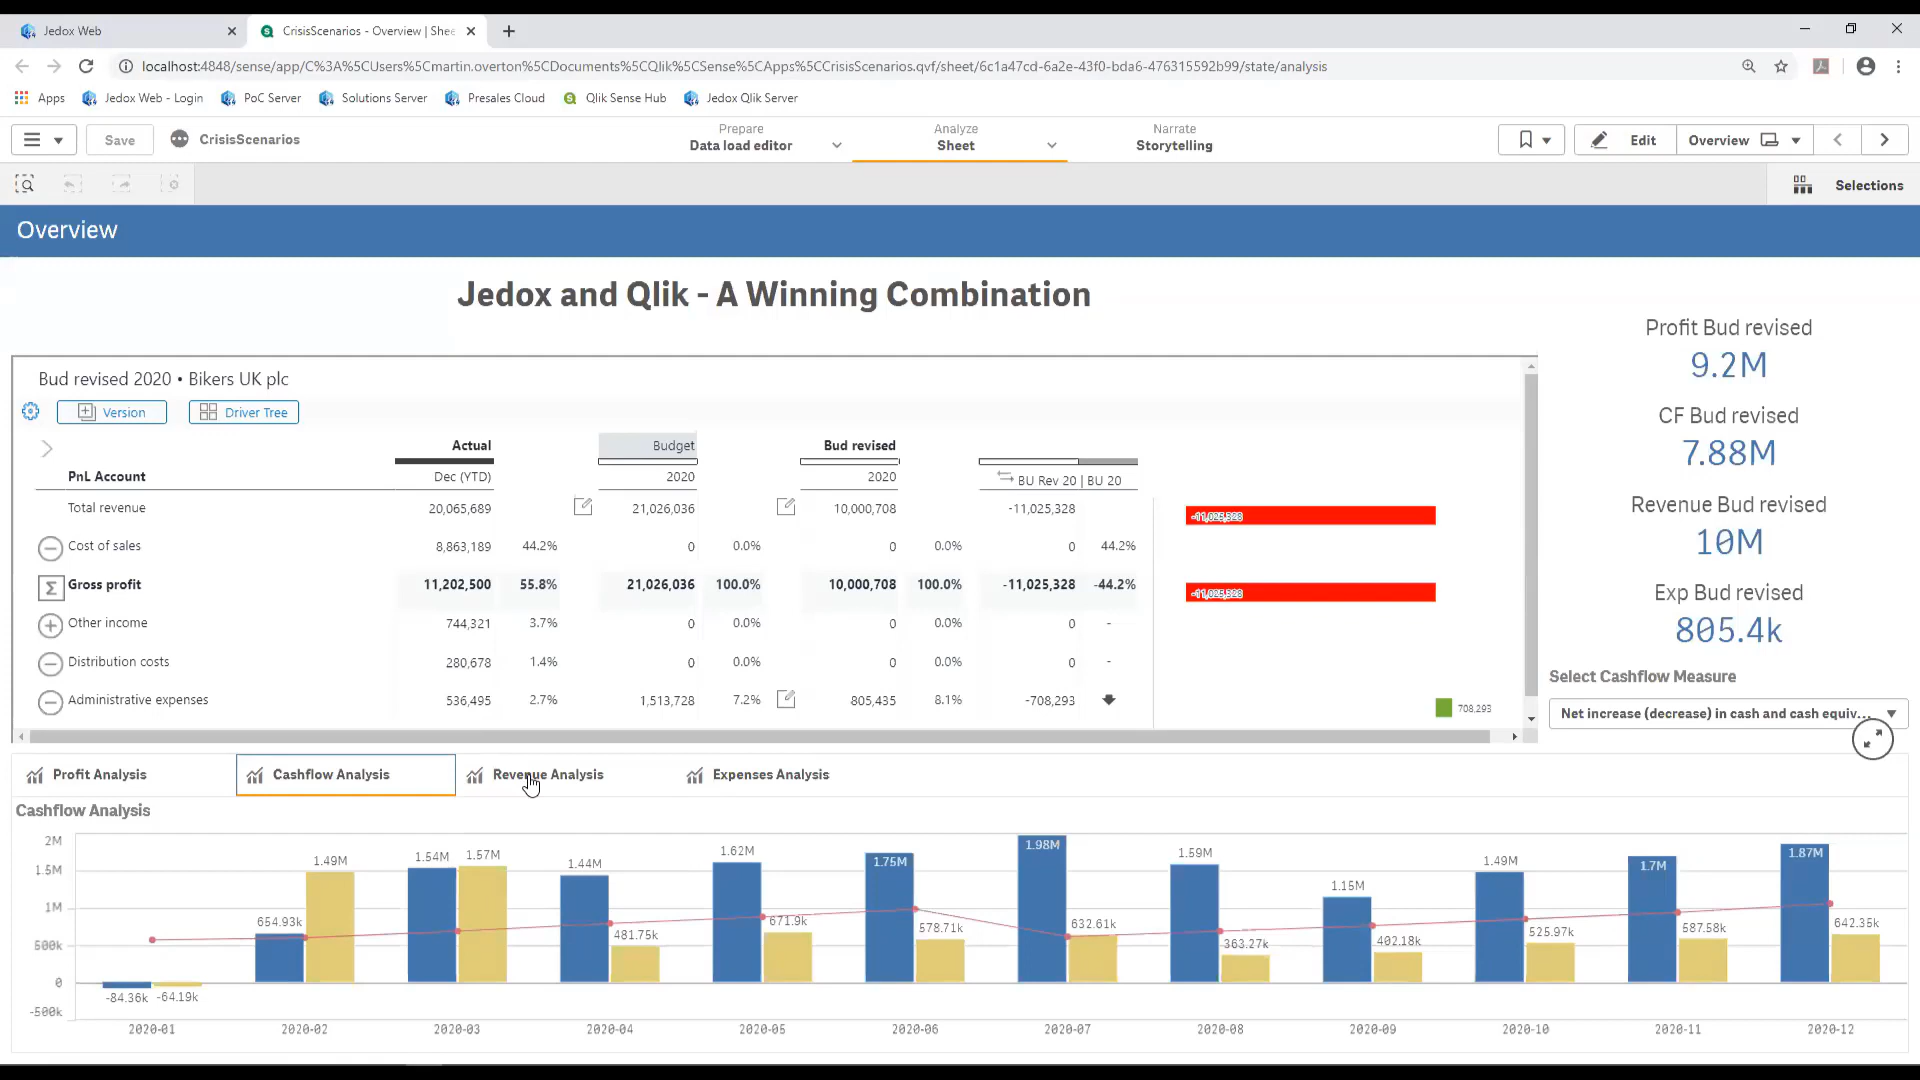 Jedox Web
CrisisScenarios - Overview | Shee
localhost:4848/sense/app/C%3A%5CUsers%5Cmartin.overton%5CDocuments%5CQlik%5CSense%5CApps%5CCrisisScenarios.qvf/sheet/6c1a47cd-6a2e-43f0-bda6-476315592b99/state/analysis
Apps Jedox Web - Login PoC Server Solutions Server Presales Cloud Qlik Sense Hub Jedox Qlik Server
Save CrisisScenarios
Prepare
Data load editor
Analyze
Sheet
Narrate
Storytelling
Edit Overview
Selections
Overview
Jedox and Qlik - A Winning Combination
Bud revised 2020 • Bikers UK plc
Version Driver Tree
Actual Budget Bud revised
PnL Account Dec (YTD) 2020 2020 BU Rev 20 | BU 20
Total revenue 20,065,689 21,026,036 10,000,708 -11,025,328 -11,025,328
Cost of sales 8,863,189 44.2% 0 0.0% 0 0.0% 0 44.2%
Σ Gross profit 11,202,500 55.8% 21,026,036 100.0% 10,000,708 100.0% -11,025,328 -44.2% -11,025,328
Other income 744,321 3.7% 0 0.0% 0 0.0% 0 -
Distribution costs 280,678 1.4% 0 0.0% 0 0.0% 0 -
Administrative expenses 536,495 2.7% 1,513,728 7.2% 805,435 8.1% -708,293 708,293
Profit Bud revised
9.2M
CF Bud revised
7.88M
Revenue Bud revised
10M
Exp Bud revised
805.4k
Select Cashflow Measure
Net increase (decrease) in cash and cash equiv...
Profit Analysis Cashflow Analysis Revenue Analysis Expenses Analysis
Cashflow Analysis
2M
1.5M
1M
500k
0
-500k
-84.36k -64.19k
654.93k 1.49M
1.54M 1.57M
1.44M 481.75k
1.62M 671.9k
1.75M 578.71k
1.98M 632.61k
1.59M 363.27k
1.15M 402.18k
1.49M 525.97k
1.7M 587.58k
1.87M 642.35k
2020-01 2020-02 2020-03 2020-04 2020-05 2020-06 2020-07 2020-08 2020-09 2020-10 2020-11 2020-12